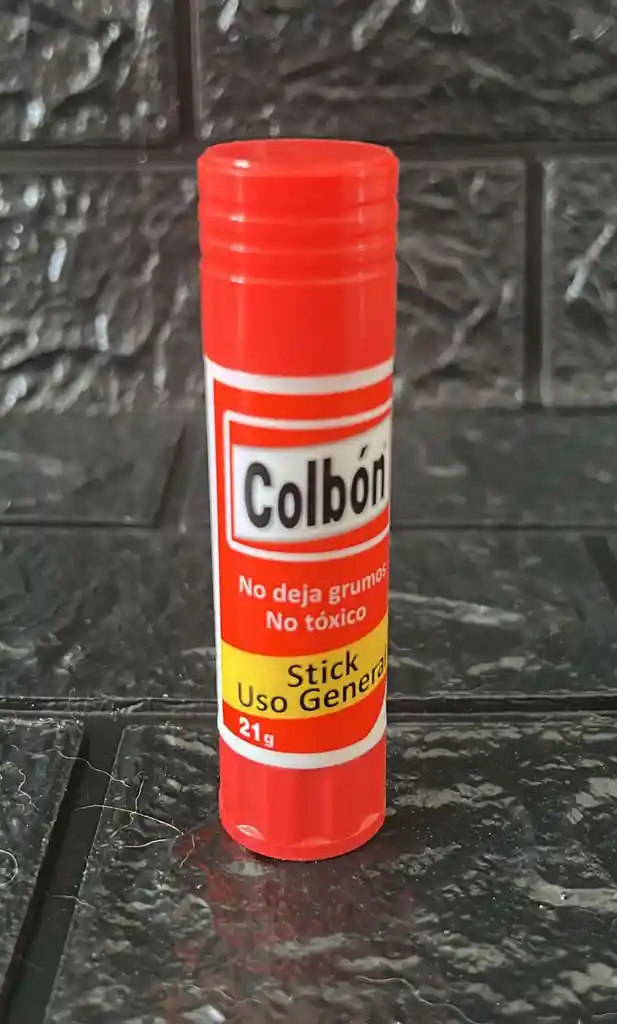 Colbón
No deja grumos
No tóxico
Stick
Uso General
21g